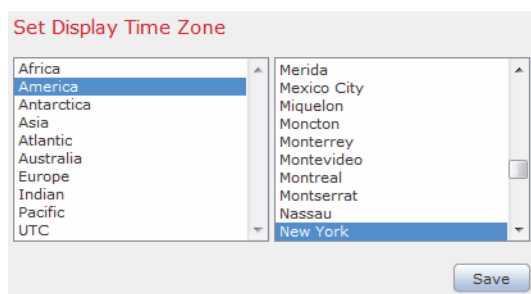 Set Display Time Zone
Africa
America
Antarctica
Asia
Atlantic
Australia
Europe
Indian
Pacific
UTC
Merida
Mexico City
Miquelon
Moncton
Monterrey
Montevideo
Montreal
Montserrat
Nassau
New York
Save